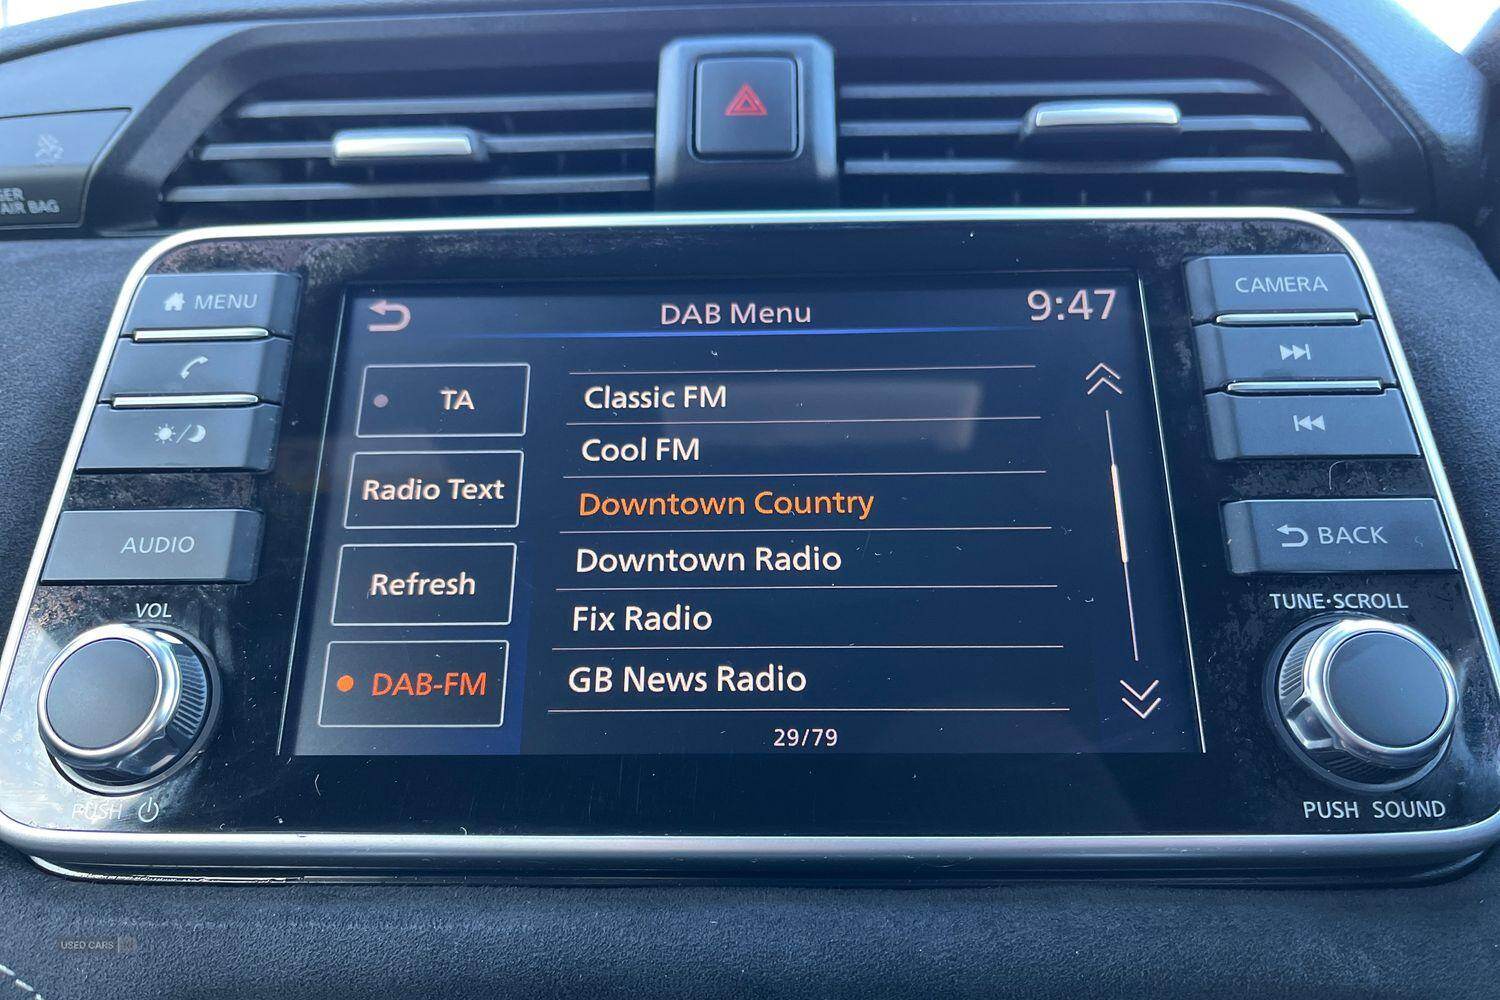 GER
AIR BAG
MENU
AUDIO
VOL
PUSH
DAB Menu
9:47
TA
Radio Text
Refresh
DAB-FM
Classic FM
Cool FM
Downtown Country
Downtown Radio
Fix Radio
GB News Radio
29/79
CAMERA
BACK
TUNE·SCROLL
PUSH SOUND
USED CARS